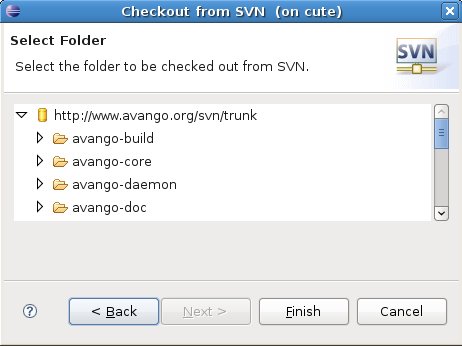 Checkout from SVN (on cute)
Select Folder
Select the folder to be checked out from SVN.
SVN
http://www.avango.org/svn/trunk
avango-build
avango-core
avango-daemon
avango-doc
?
< Back
Next >
Finish
Cancel